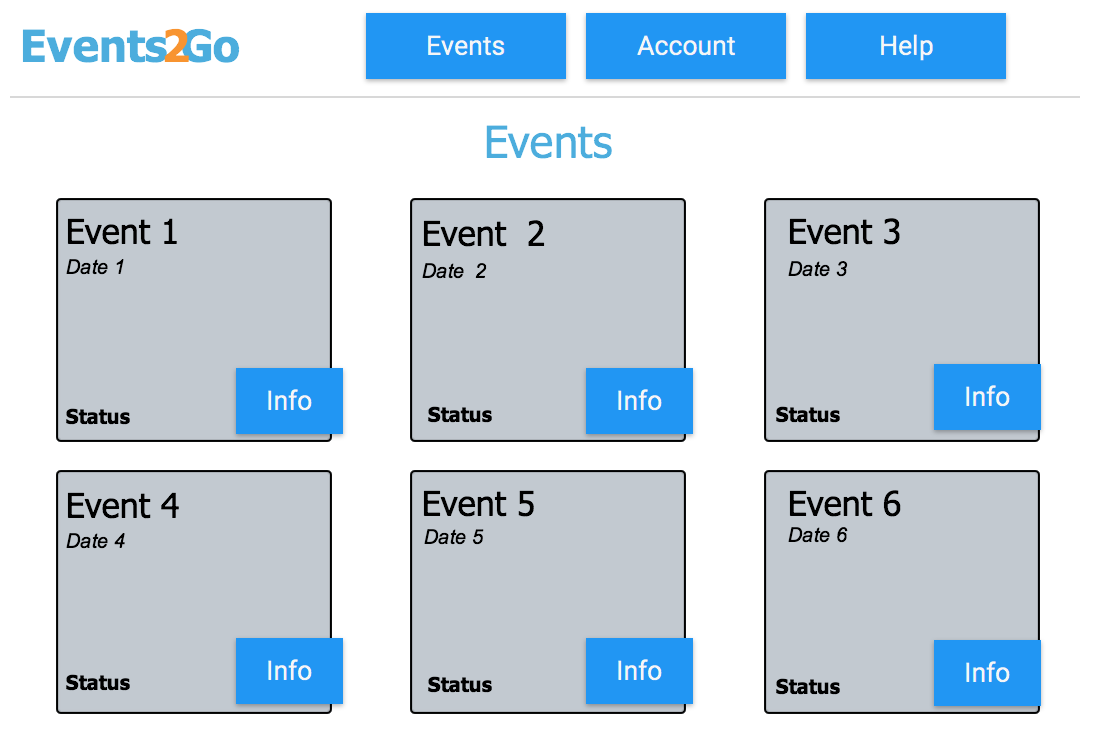 Events2Go
Events
Account
Help
Events
Event 1
Date 1
Status
Info
Event  2
Date  2
Status
Info
Event 3
Date 3
Status
Info
Event 4
Date 4
Status
Info
Event 5
Date 5
Status
Info
Event 6
Date 6
Status
Info